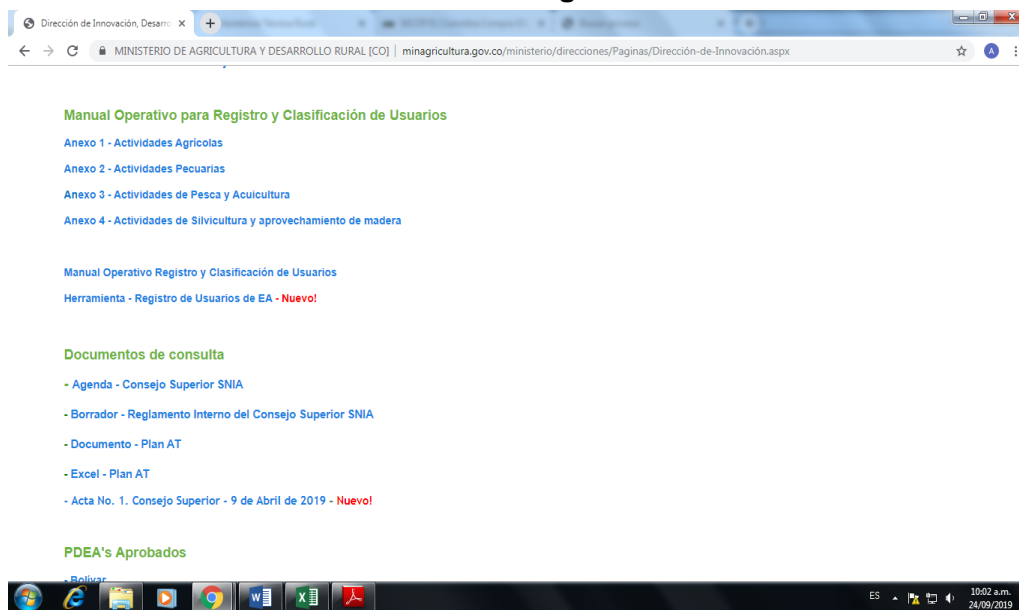 Dirección de Innovación, Desarro
MINISTERIO DE AGRICULTURA Y DESARROLLO RURAL [CO] | minagricultura.gov.co/ministerio/direcciones/Paginas/Dirección-de-Innovación.aspx
A
Manual Operativo para Registro y Clasificación de Usuarios
Anexo 1 - Actividades Agrícolas
Anexo 2 - Actividades Pecuarias
Anexo 3 - Actividades de Pesca y Acuicultura
Anexo 4 - Actividades de Silvicultura y aprovechamiento de madera
Manual Operativo Registro y Clasificación de Usuarios
Herramienta - Registro de Usuarios de EA - Nuevo!
Documentos de consulta
- Agenda - Consejo Superior SNIA
- Borrador - Reglamento Interno del Consejo Superior SNIA
- Documento - Plan AT
- Excel - Plan AT
- Acta No. 1. Consejo Superior - 9 de Abril de 2019 - Nuevo!
PDEA's Aprobados
- Bolívar
ES
10:02 a.m.
24/09/2019